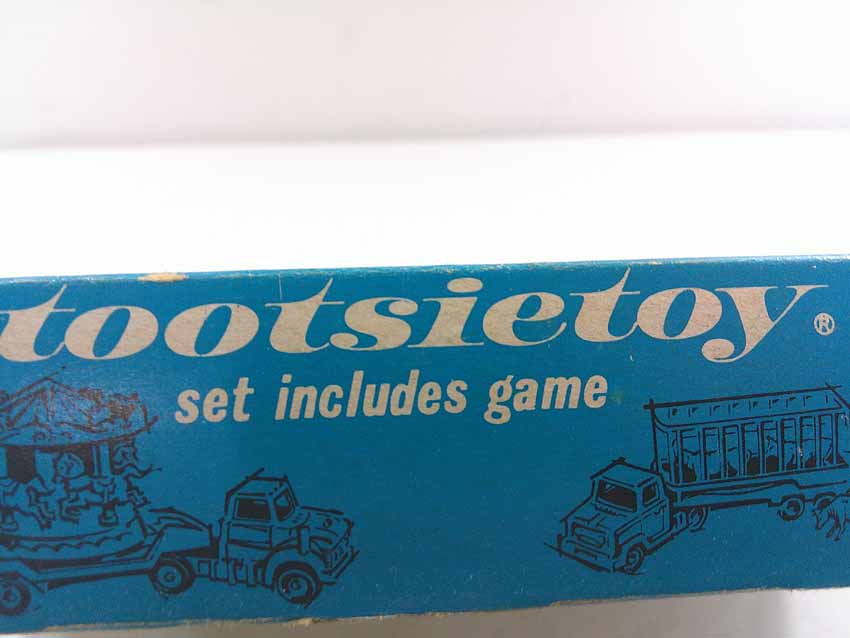 tootsietoy®
set includes game